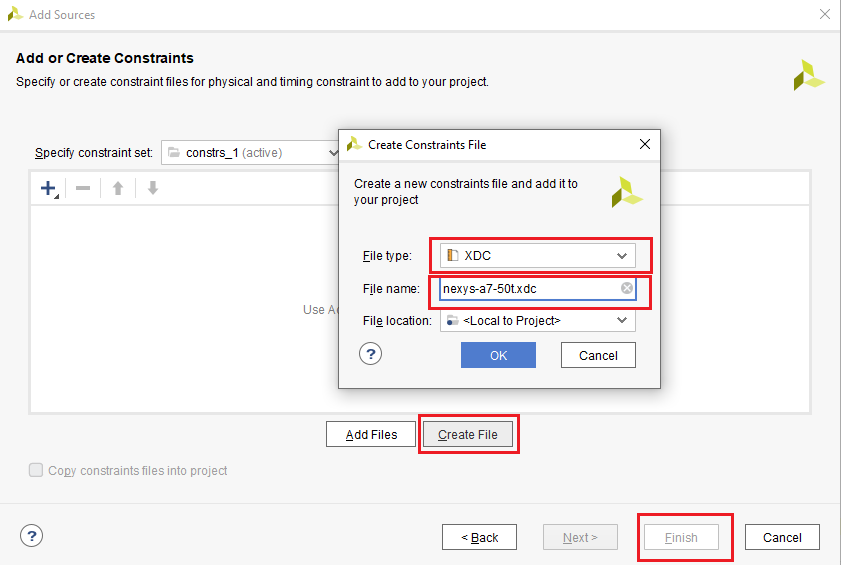 Add Sources
Add or Create Constraints
Specify or create constraint files for physical and timing constraint to add to your project.
Specify constraint set: constrs_1 (active)
Create Constraints File
Create a new constraints file and add it to
your project
File type: XDC
File name: nexys-a7-50t.xdc
Use A
File location: <Local to Project>
? OK Cancel
Add Files Create File
Copy constraints files into project
? < Back Next > Finish Cancel